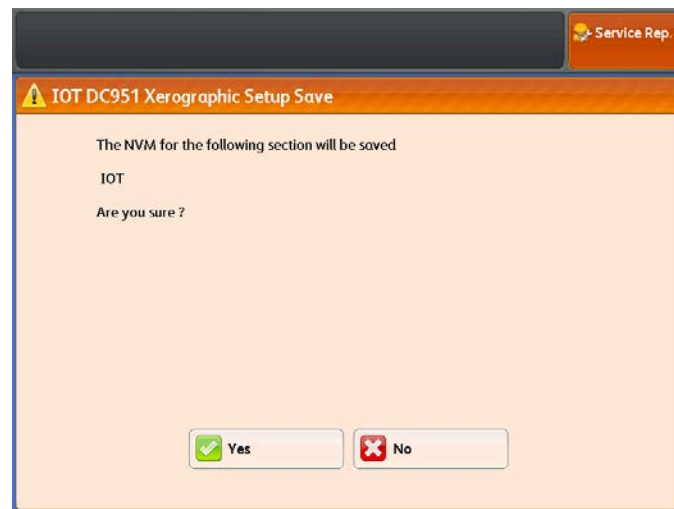 Service Rep.
IOT DC951 Xerographic Setup Save
The NVM for the following section will be saved
IOT
Are you sure ?
Yes
No